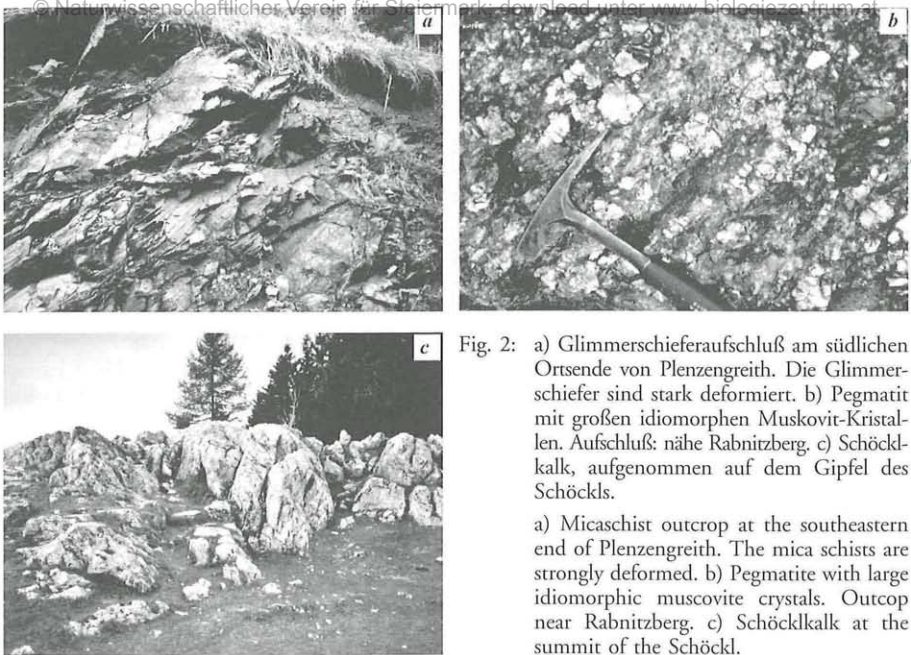 © Naturwissenschaftlicher Verein für Steiermark; download unter www.biologiezentrum.at
a
b
c
Fig. 2: a) Glimmerschieferaufschluß am südlichen
Ortsende von Plenzengreith. Die Glimmer-
schiefer sind stark deformiert. b) Pegmatit
mit großen idiomorphen Muskovit-Kristal-
len. Aufschluß: nähe Rabnitzberg. c) Schöckl-
kalk, aufgenommen auf dem Gipfel des
Schöckls.
a) Micaschist outcrop at the southeastern
end of Plenzengreith. The mica schists are
strongly deformed. b) Pegmatite with large
idiomorphic muscovite crystals. Outcop
near Rabnitzberg. c) Schöcklkalk at the
summit of the Schöckl.